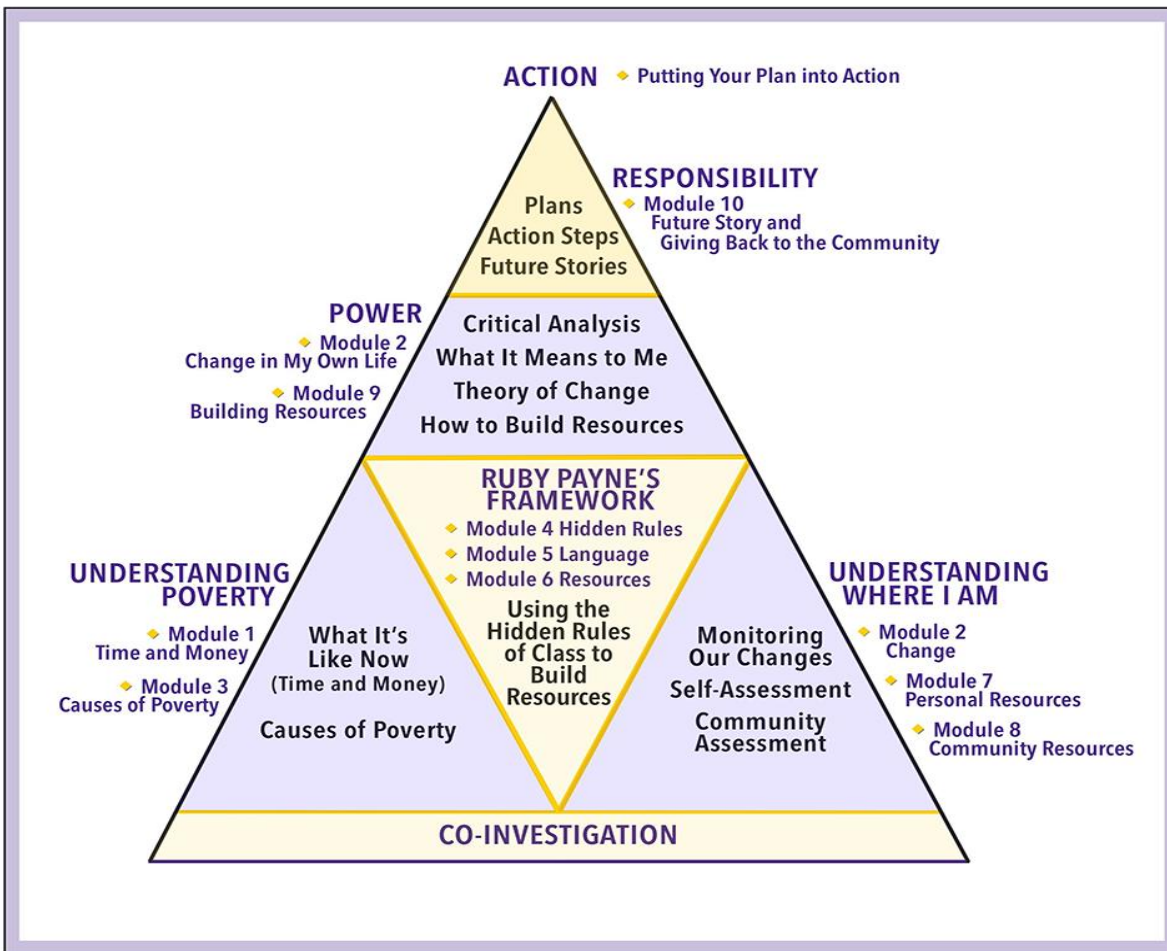 ACTION ◆ Putting Your Plan into Action
RESPONSIBILITY
◆ Module 10
Future Story and
Giving Back to the Community
Plans
Action Steps
Future Stories
POWER
◆ Module 2
Change in My Own Life
◆ Module 9
Building Resources
Critical Analysis
What It Means to Me
Theory of Change
How to Build Resources
RUBY PAYNE'S
FRAMEWORK
◆ Module 4 Hidden Rules
◆ Module 5 Language
◆ Module 6 Resources
Using the
Hidden Rules
of Class to
Build
Resources
UNDERSTANDING
POVERTY
◆ Module 1
Time and Money
◆ Module 3
Causes of Poverty
What It's
Like Now
(Time and Money)
Causes of Poverty
Monitoring
Our Changes
Self-Assessment
Community
Assessment
UNDERSTANDING
WHERE I AM
◆ Module 2
Change
◆ Module 7
Personal Resources
◆ Module 8
Community Resources
CO-INVESTIGATION